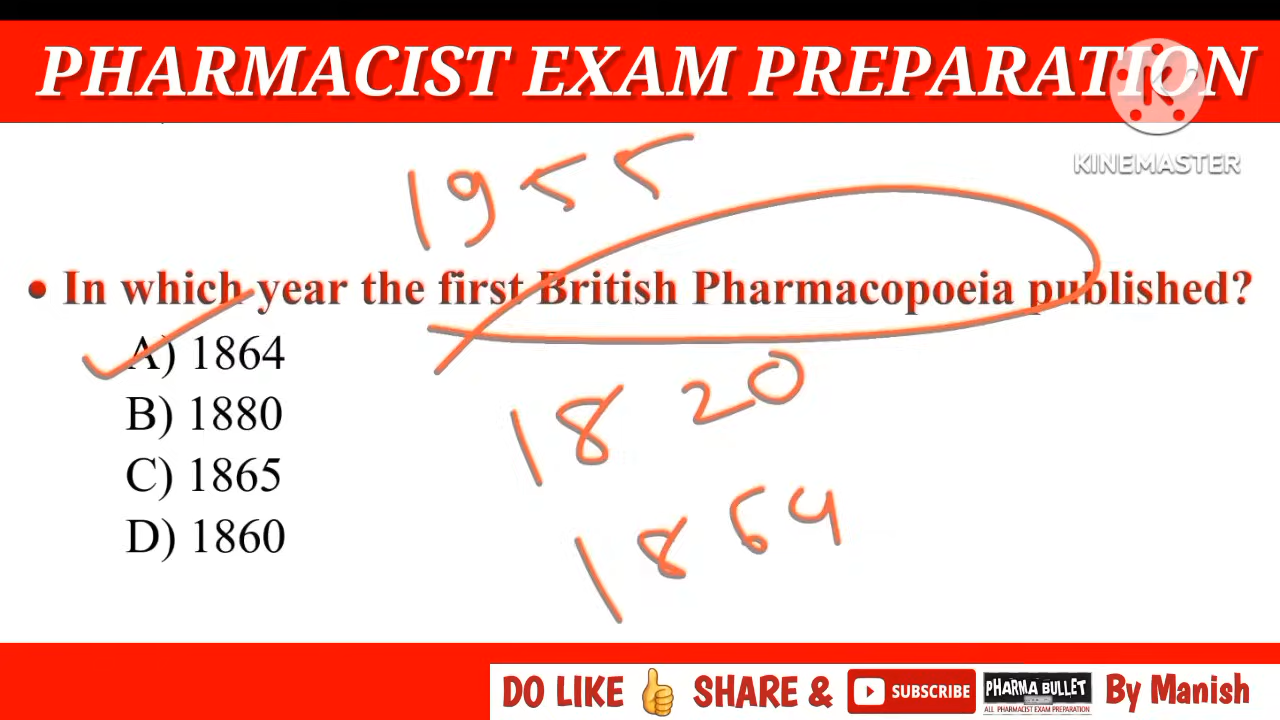 PHARMACIST EXAM PREPARATION
KINEMASTER
1955
• In which year the first British Pharmacopoeia published?
A) 1864
B) 1880
C) 1865
D) 1860
1820
1864
DO LIKE 👍 SHARE & SUBSCRIBE PHARMA BULLET By Manish
ALL PHARMACIST EXAM PREPARATION